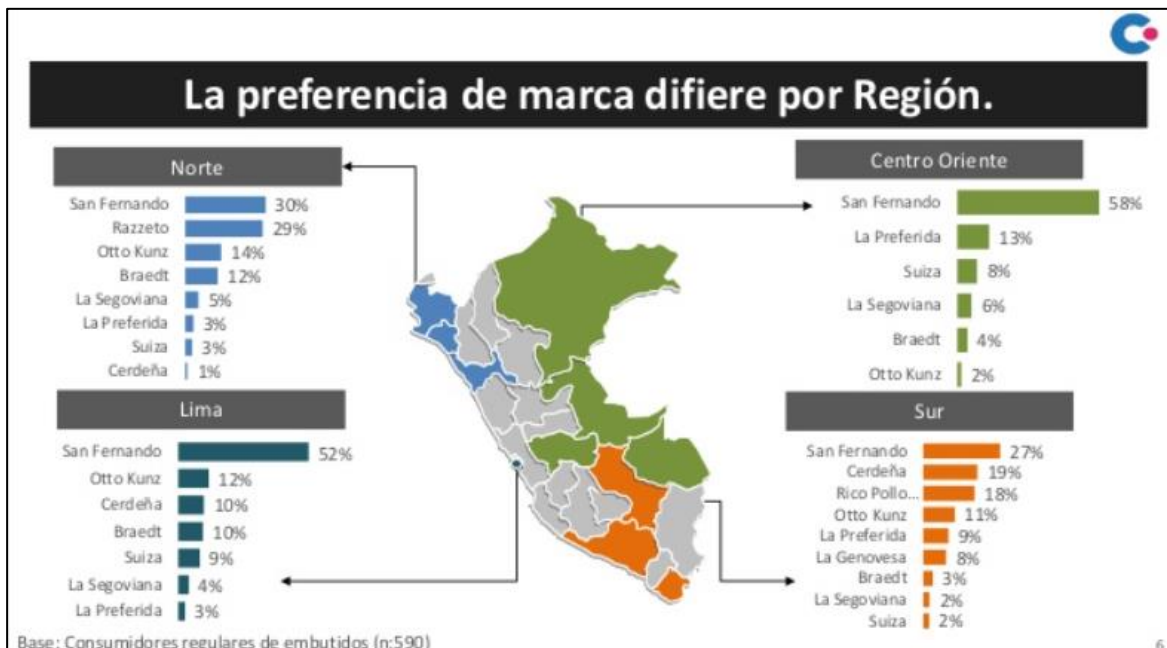 La preferencia de marca difiere por Región.
Norte
San Fernando 30%
Razzeto 29%
Otto Kunz 14%
Braedt 12%
La Segoviana 5%
La Preferida 3%
Suiza 3%
Cerdeña 1%
Centro Oriente
San Fernando 58%
La Preferida 13%
Suiza 8%
La Segoviana 6%
Braedt 4%
Otto Kunz 2%
Lima
San Fernando 52%
Otto Kunz 12%
Cerdeña 10%
Braedt 10%
Suiza 9%
La Segoviana 4%
La Preferida 3%
Sur
San Fernando 27%
Cerdeña 19%
Rico Pollo... 18%
Otto Kunz 11%
La Preferida 9%
La Genovesa 8%
Braedt 3%
La Segoviana 2%
Suiza 2%
Base: Consumidores regulares de embutidos (n:590)
6